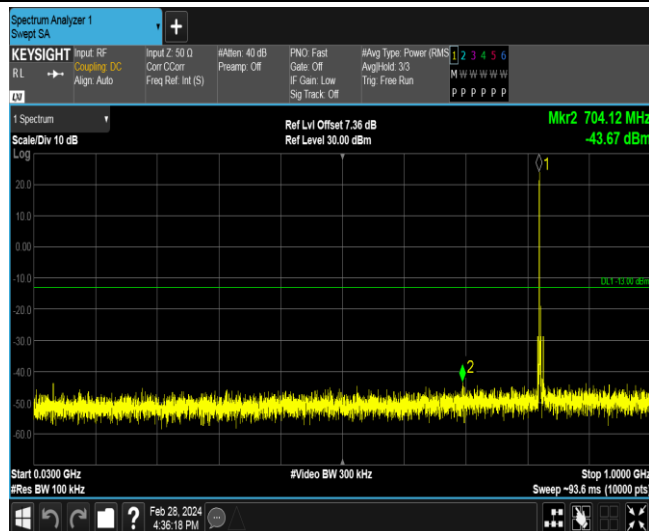 Spectrum Analyzer 1
Swept SA
+
KEYSIGHT Input: RF Input Z: 50 Ω #Atten: 40 dB PNO: Fast #Avg Type: Power (RMS 1 2 3 4 5 6
RL Coupling: DC Corr CCorr Preamp: Off Gate: Off Avg|Hold: 3/3 M W W W W W
Align: Auto Freq Ref: Int (S) IF Gain: Low Trig: Free Run
Sig Track: Off P P P P P P
LXI
1 Spectrum Ref Lvl Offset 7.36 dB Mkr2 704.12 MHz
Scale/Div 10 dB Ref Level 30.00 dBm -43.67 dBm
Log
1
20.0
10.0
0.00
-10.0
DL1 -13.00 dBm
-20.0
-30.0
-40.0
2
-50.0
-60.0
Start 0.0300 GHz #Video BW 300 kHz Stop 1.0000 GHz
#Res BW 100 kHz Sweep ~93.6 ms (10000 pts)
? Feb 28, 2024
4:36:18 PM